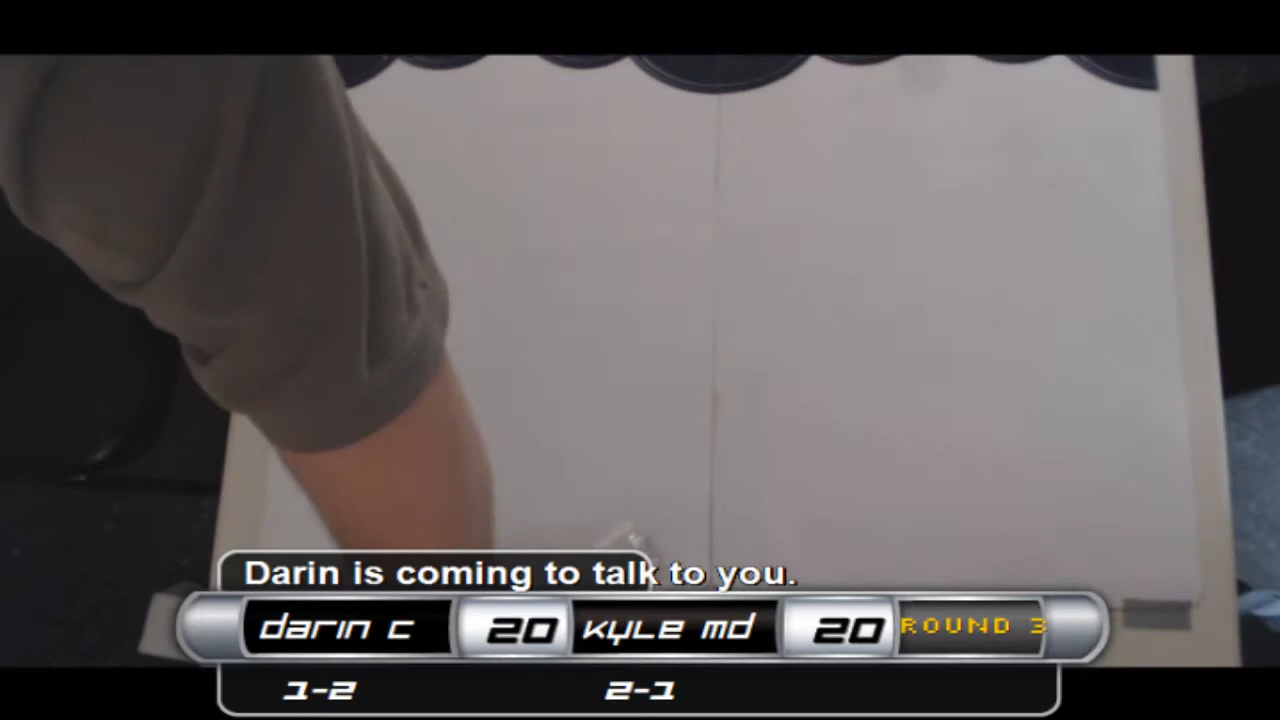 Darin is coming to talk to you.
darin c 20 kyle md 20 ROUND 3
1-2 2-1